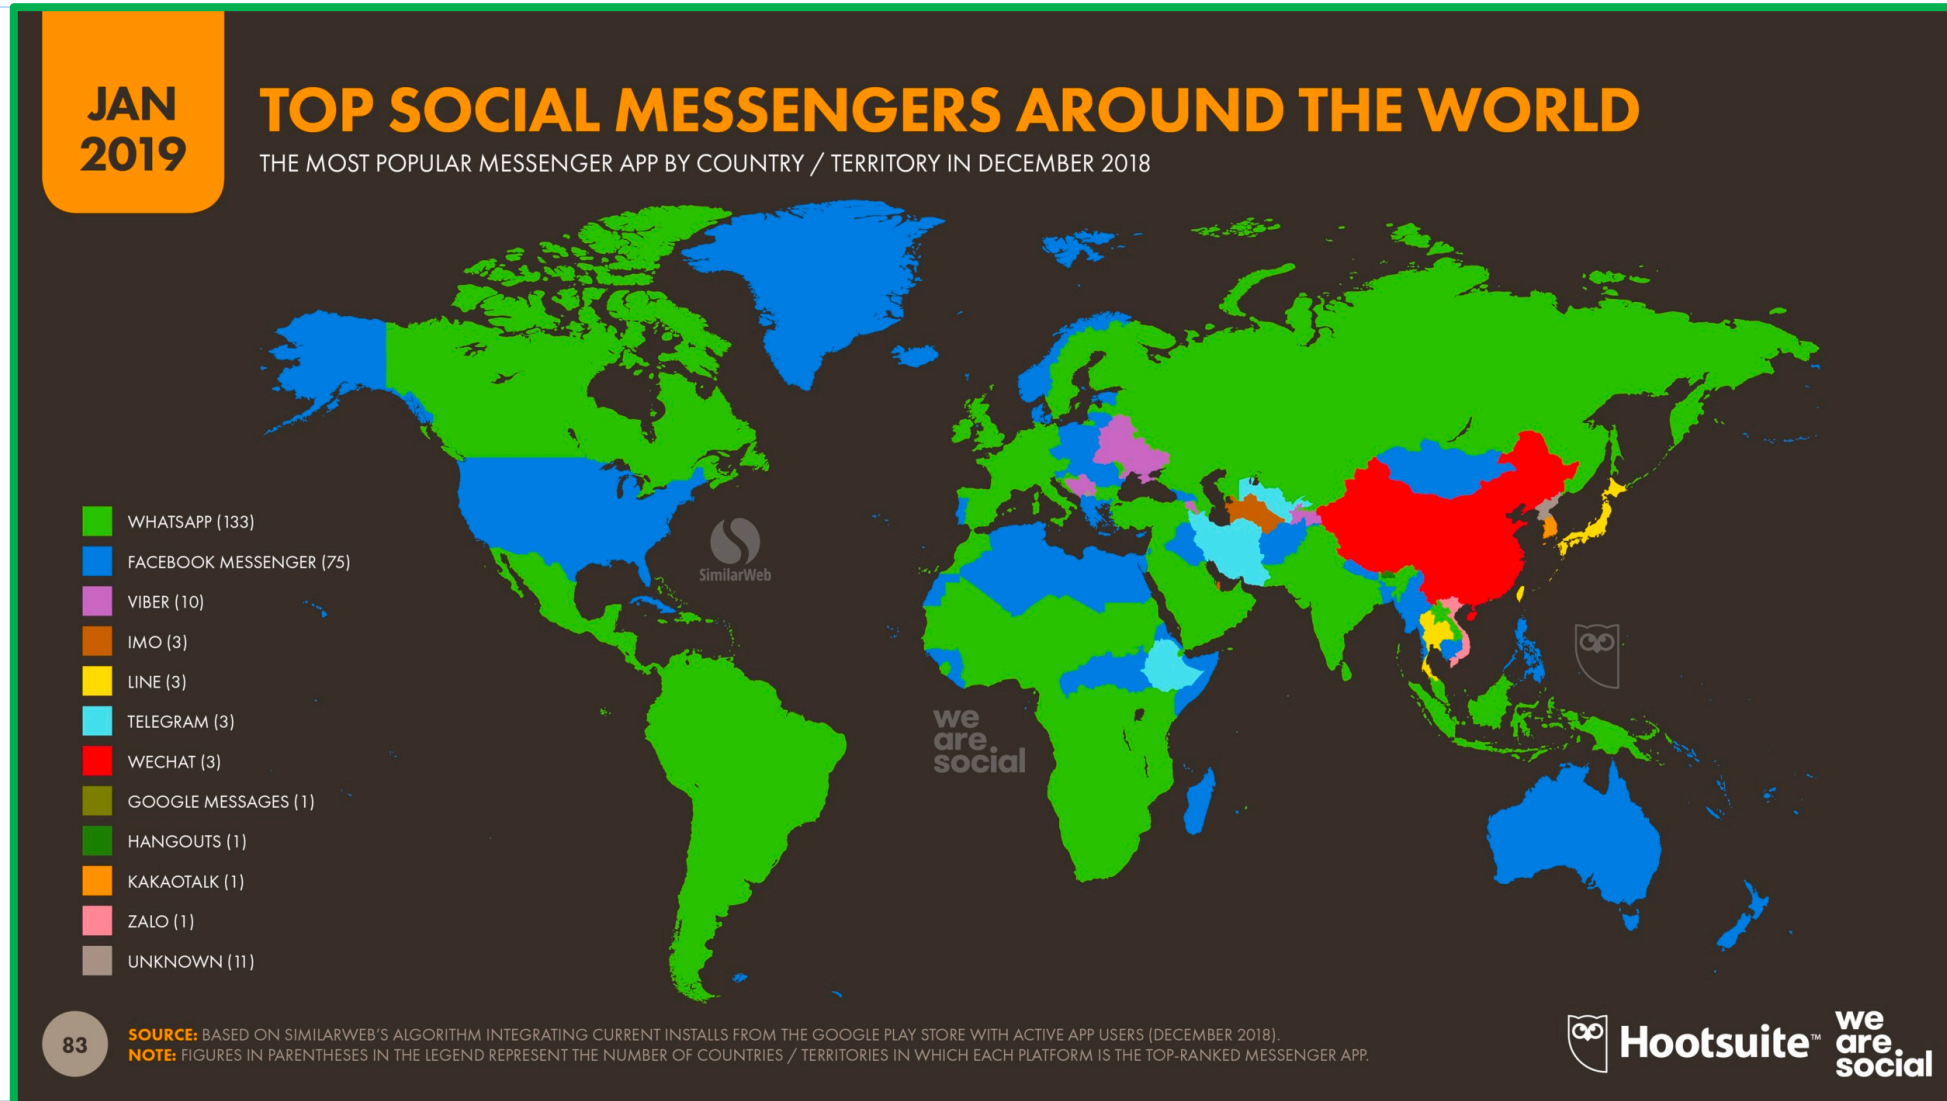 JAN
2019
TOP SOCIAL MESSENGERS AROUND THE WORLD
THE MOST POPULAR MESSENGER APP BY COUNTRY / TERRITORY IN DECEMBER 2018
WHATSAPP (133)
FACEBOOK MESSENGER (75)
VIBER (10)
IMO (3)
LINE (3)
TELEGRAM (3)
WECHAT (3)
GOOGLE MESSAGES (1)
HANGOUTS (1)
KAKAOTALK (1)
ZALO (1)
UNKNOWN (11)
SimilarWeb
we
are
social
83
SOURCE: BASED ON SIMILARWEB'S ALGORITHM INTEGRATING CURRENT INSTALLS FROM THE GOOGLE PLAY STORE WITH ACTIVE APP USERS (DECEMBER 2018).
NOTE: FIGURES IN PARENTHESES IN THE LEGEND REPRESENT THE NUMBER OF COUNTRIES / TERRITORIES IN WHICH EACH PLATFORM IS THE TOP-RANKED MESSENGER APP.
Hootsuite™
we
are.
social